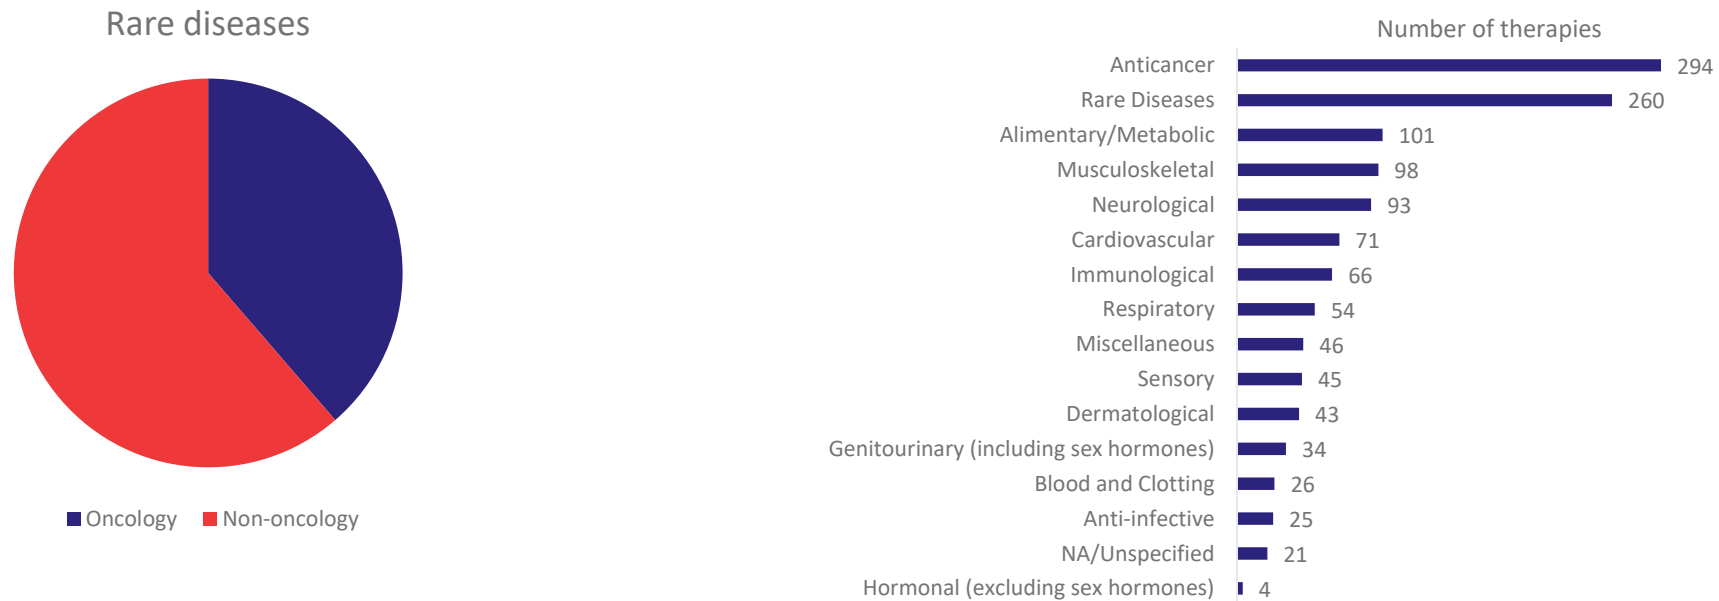 Rare diseases
Oncology Non-oncology
Number of therapies
Anticancer 294
Rare Diseases 260
Alimentary/Metabolic 101
Musculoskeletal 98
Neurological 93
Cardiovascular 71
Immunological 66
Respiratory 54
Miscellaneous 46
Sensory 45
Dermatological 43
Genitourinary (including sex hormones) 34
Blood and Clotting 26
Anti-infective 25
NA/Unspecified 21
Hormonal (excluding sex hormones) 4